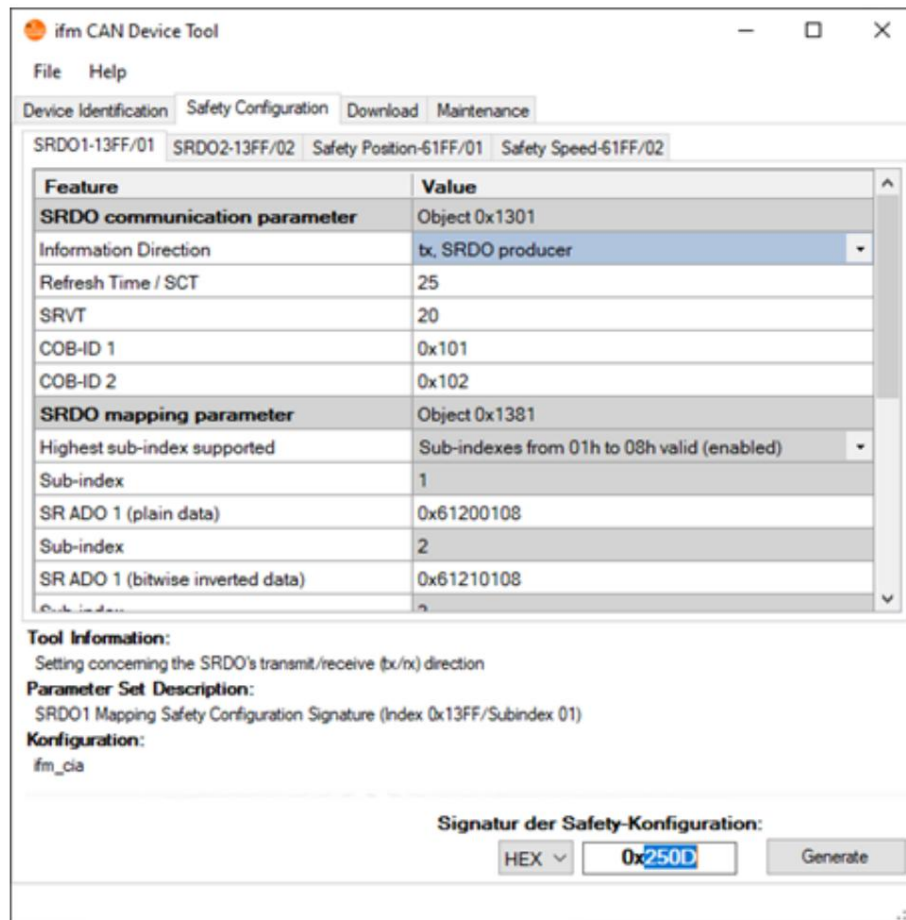 ifm CAN Device Tool
File Help
Device Identification Safety Configuration Download Maintenance
SRDO1-13FF/01 SRDO2-13FF/02 Safety Position-61FF/01 Safety Speed-61FF/02
Feature Value
SRDO communication parameter Object 0x1301
Information Direction tx, SRDO producer
Refresh Time / SCT 25
SRVT 20
COB-ID 1 0x101
COB-ID 2 0x102
SRDO mapping parameter Object 0x1381
Highest sub-index supported Sub-indexes from 01h to 08h valid (enabled)
Sub-index 1
SR ADO 1 (plain data) 0x61200108
Sub-index 2
SR ADO 1 (bitwise inverted data) 0x61210108
Tool Information:
Setting concerning the SRDO's transmit/receive (tx/rx) direction
Parameter Set Description:
SRDO1 Mapping Safety Configuration Signature (Index 0x13FF/Subindex 01)
Konfiguration:
ifm_cia
Signatur der Safety-Konfiguration:
HEX 0x250D Generate